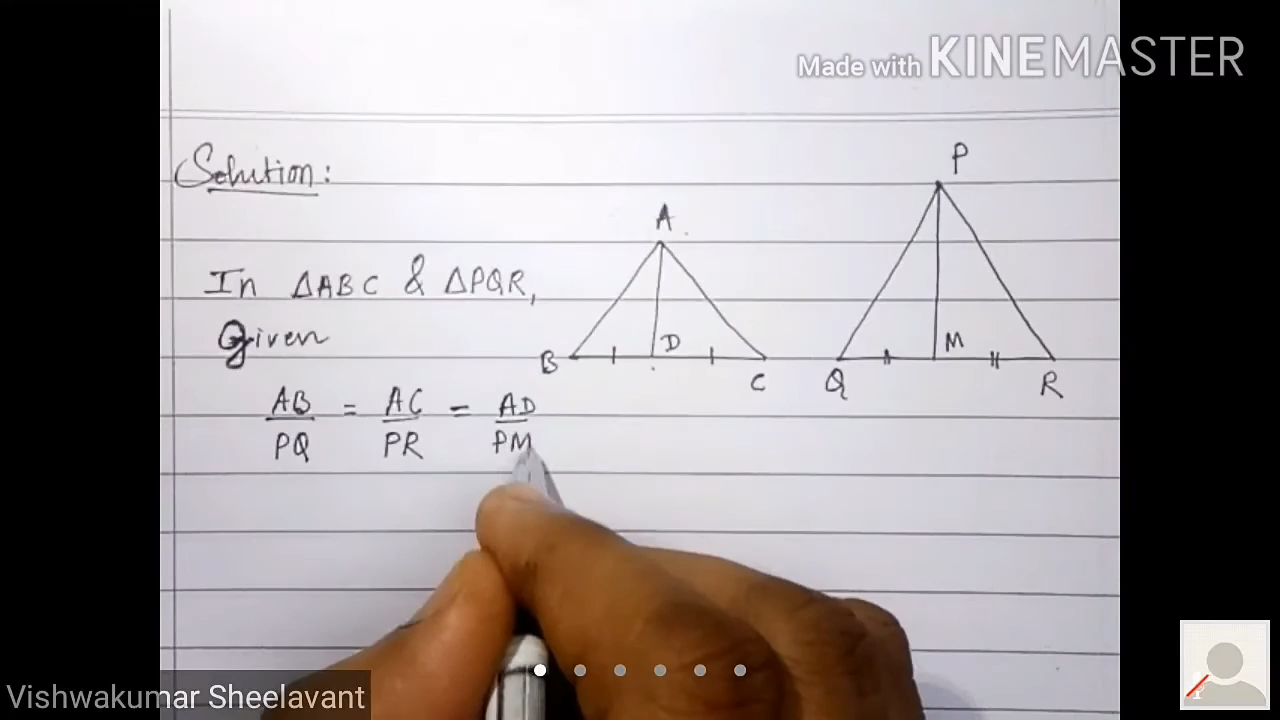 Made with KINEMASTER
Solution:
P
A
In ΔABC & ΔPQR,
Given
B D C Q M R
AB/PQ = AC/PR = AD/PM
Vishwakumar Sheelavant